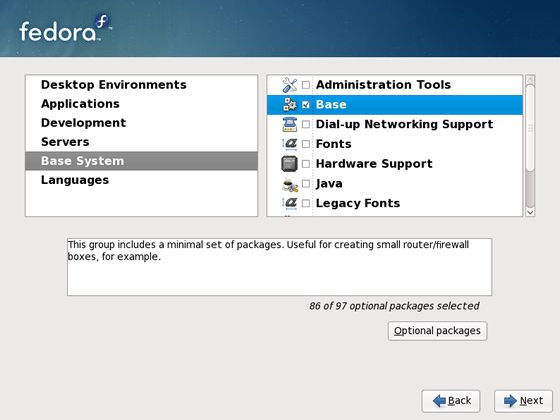 fedora
Desktop Environments
Applications
Development
Servers
Base System
Languages
Administration Tools
Base
Dial-up Networking Support
Fonts
Hardware Support
Java
Legacy Fonts
This group includes a minimal set of packages. Useful for creating small router/firewall
boxes, for example.
86 of 97 optional packages selected
Optional packages
Back
Next